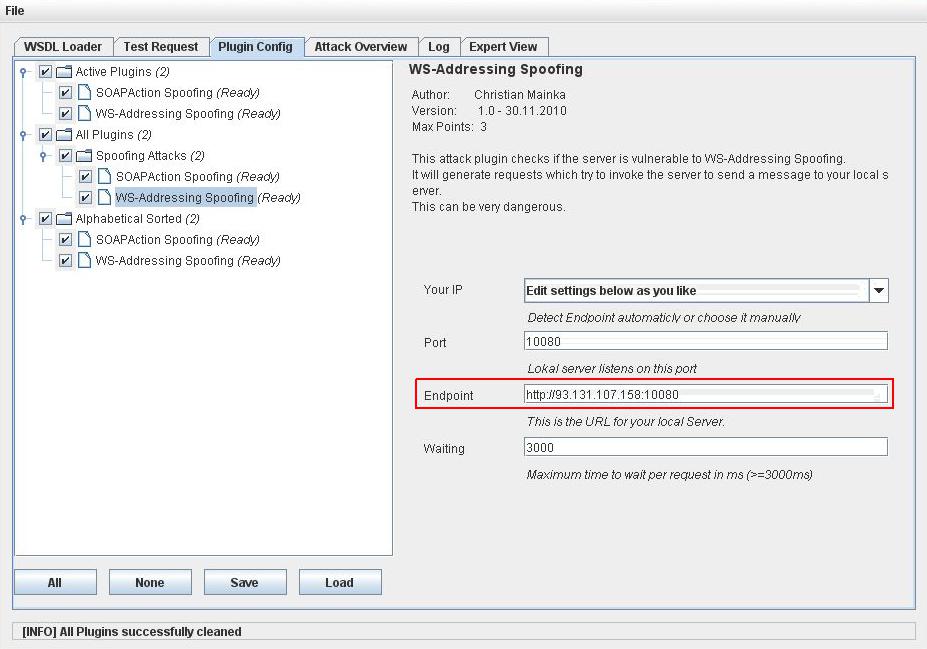 File
WSDL Loader Test Request Plugin Config Attack Overview Log Expert View
Active Plugins (2)
SOAPAction Spoofing (Ready)
WS-Addressing Spoofing (Ready)
All Plugins (2)
Spoofing Attacks (2)
SOAPAction Spoofing (Ready)
WS-Addressing Spoofing (Ready)
Alphabetical Sorted (2)
SOAPAction Spoofing (Ready)
WS-Addressing Spoofing (Ready)
All None Save Load
WS-Addressing Spoofing
Author: Christian Mainka
Version: 1.0 - 30.11.2010
Max Points: 3
This attack plugin checks if the server is vulnerable to WS-Addressing Spoofing.
It will generate requests which try to invoke the server to send a message to your local s
erver.
This can be very dangerous.
Your IP Edit settings below as you like
Detect Endpoint automaticly or choose it manually
Port 10080
Lokal server listens on this port
Endpoint http://93.131.107.158:10080
This is the URL for your local Server.
Waiting 3000
Maximum time to wait per request in ms (>=3000ms)
[INFO] All Plugins successfully cleaned